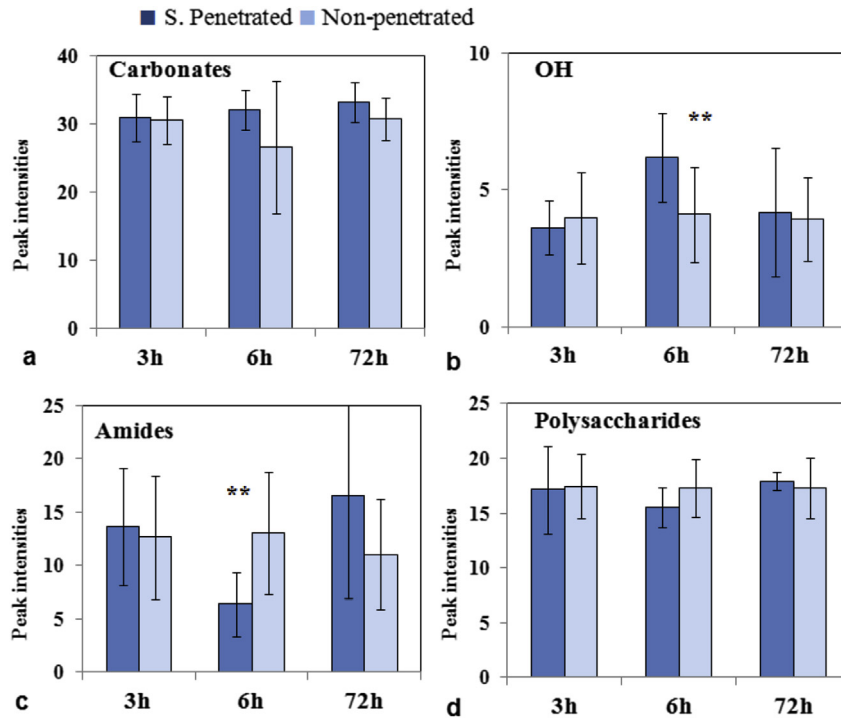 S. Penetrated Non-penetrated
Carbonates
Peak intensities
40
30
20
10
0
3h 6h 72h
a
OH
Peak intensities
10
5
0
**
3h 6h 72h
b
Amides
Peak intensities
25
20
15
10
5
0
**
3h 6h 72h
c
Polysaccharides
Peak intensities
25
20
15
10
5
0
3h 6h 72h
d